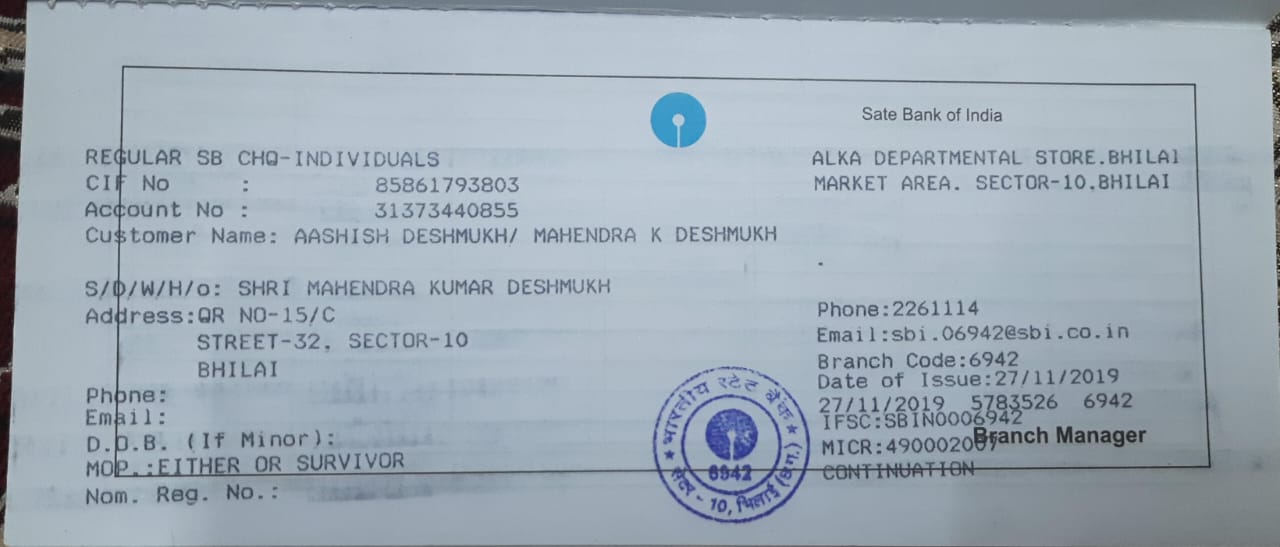 Sate Bank of India
REGULAR SB CHQ-INDIVIDUALS
CIF No : 85861793803
Account No : 31373440855
Customer Name: AASHISH DESHMUKH/ MAHENDRA K DESHMUKH
S/D/W/H/o: SHRI MAHENDRA KUMAR DESHMUKH
Address:QR NO-15/C
STREET-32, SECTOR-10
BHILAI
Phone:
Email:
D.O.B. (If Minor):
MOP.:EITHER OR SURVIVOR
Nom. Reg. No.:
ALKA DEPARTMENTAL STORE.BHILAI
MARKET AREA. SECTOR-10,BHILAI
Phone:2261114
Email:sbi.06942@sbi.co.in
Branch Code:6942
Date of Issue:27/11/2019
27/11/2019 5783526 6942
IFSC:SBIN0006942
MICR:490002007
Branch Manager
CONTINUATION
भारतीय स्टेट बैंक
6942
सेक्टर - 10, भिलाई (छ.ग.)